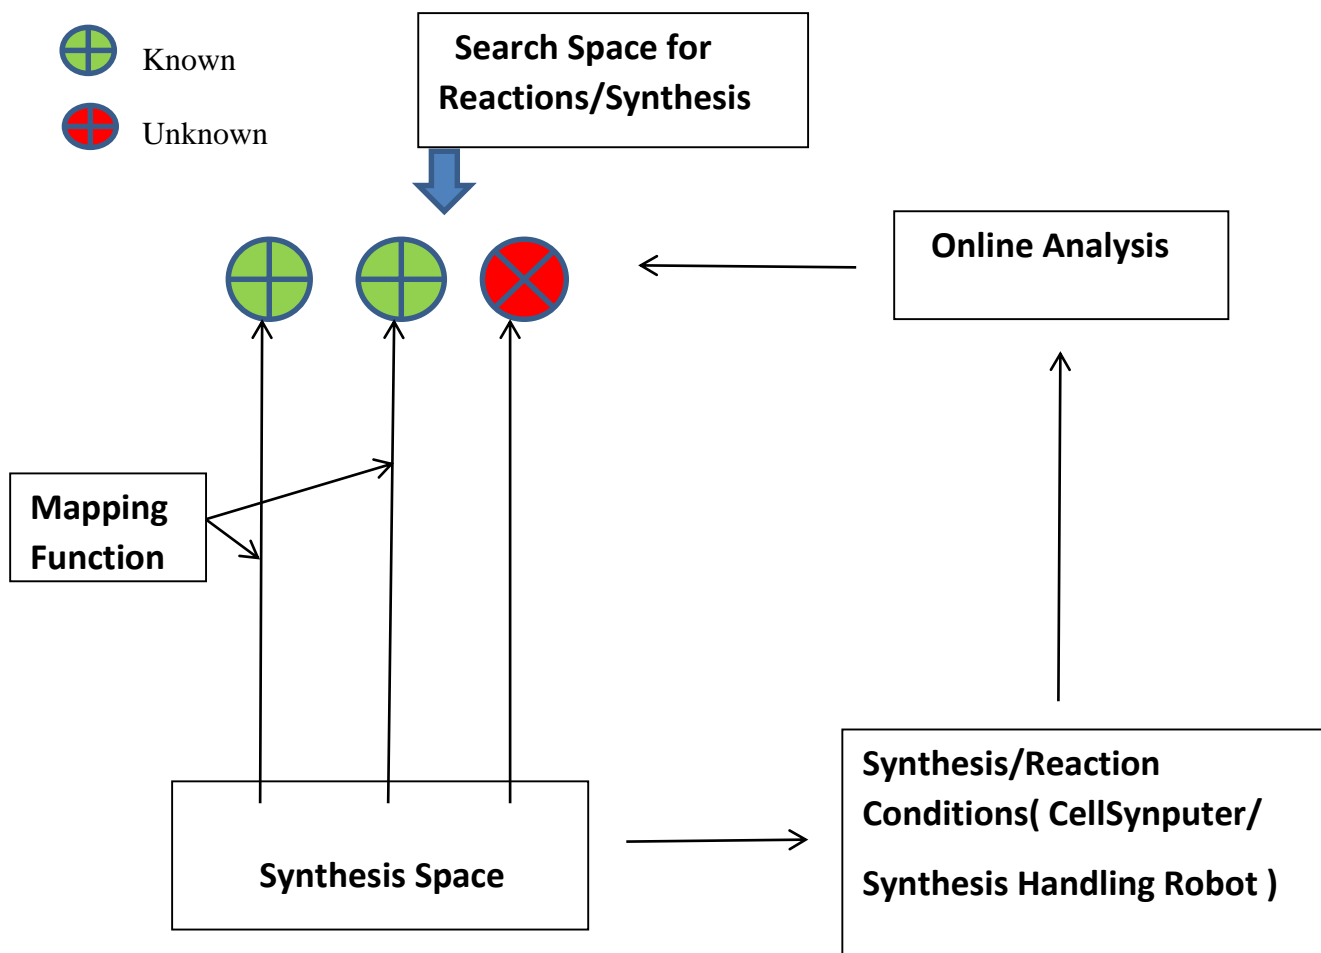 Known
Unknown
Search Space for
Reactions/Synthesis
Online Analysis
Mapping
Function
Synthesis Space
Synthesis/Reaction
Conditions( CellSynputer/
Synthesis Handling Robot )